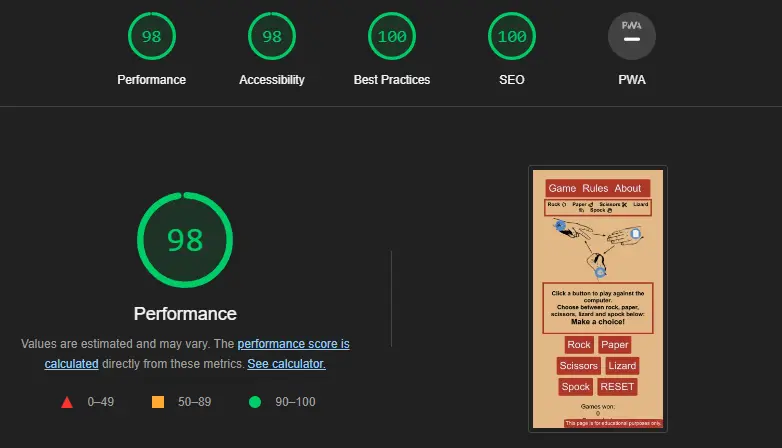 98 98 100 100 PWA
Performance Accessibility Best Practices SEO PWA
98
Performance
Values are estimated and may vary. The performance score is
calculated directly from these metrics. See calculator.
0–49 50–89 90–100
Game Rules About
Rock Paper Scissors Lizard
Spock
Click a button to play against the
computer.
Choose between rock, paper,
scissors, lizard and spock below:
Make a choice!
Rock Paper
Scissors Lizard
Spock RESET
Games won:
0
This page is for educational purposes only.